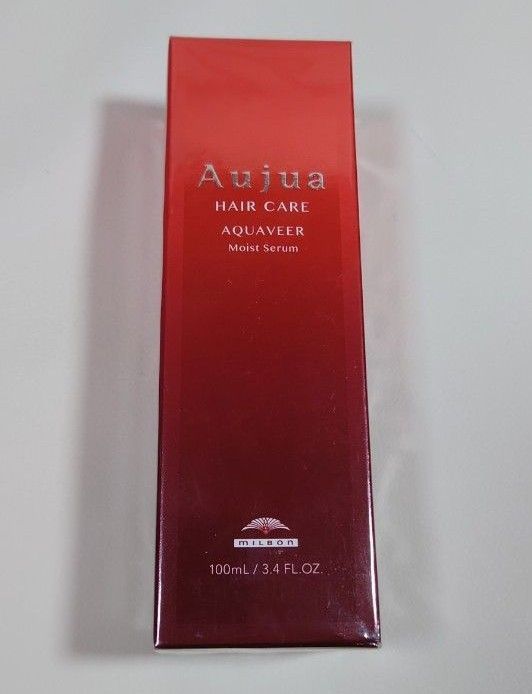 Aujua
HAIR CARE
AQUAVEER
Moist Serum
MILBON
100mL / 3.4 FL.OZ.